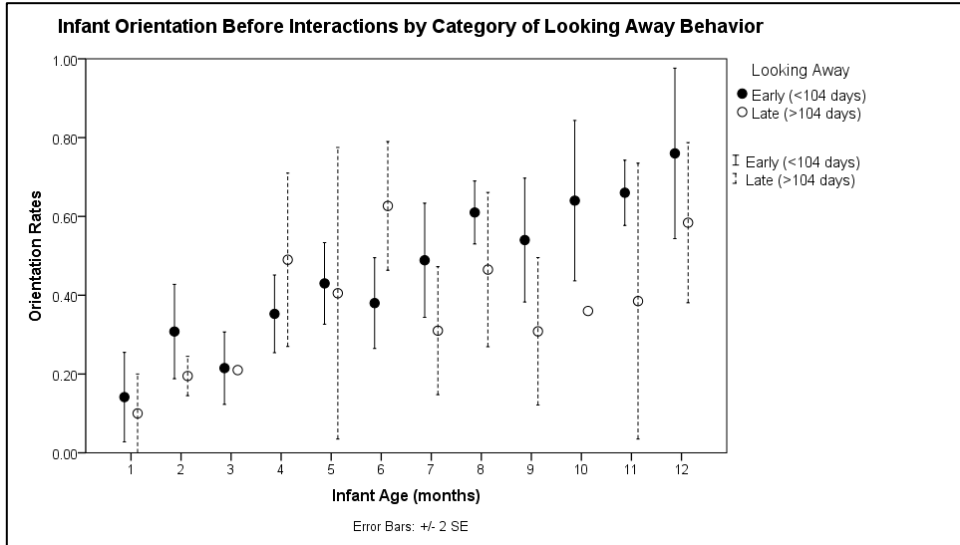 Infant Orientation Before Interactions by Category of Looking Away Behavior
1.00
0.80
0.60
0.40
0.20
0.00
Orientation Rates
1 2 3 4 5 6 7 8 9 10 11 12
Infant Age (months)
Error Bars: +/- 2 SE
Looking Away
Early (<104 days)
Late (>104 days)
Early (<104 days)
Late (>104 days)